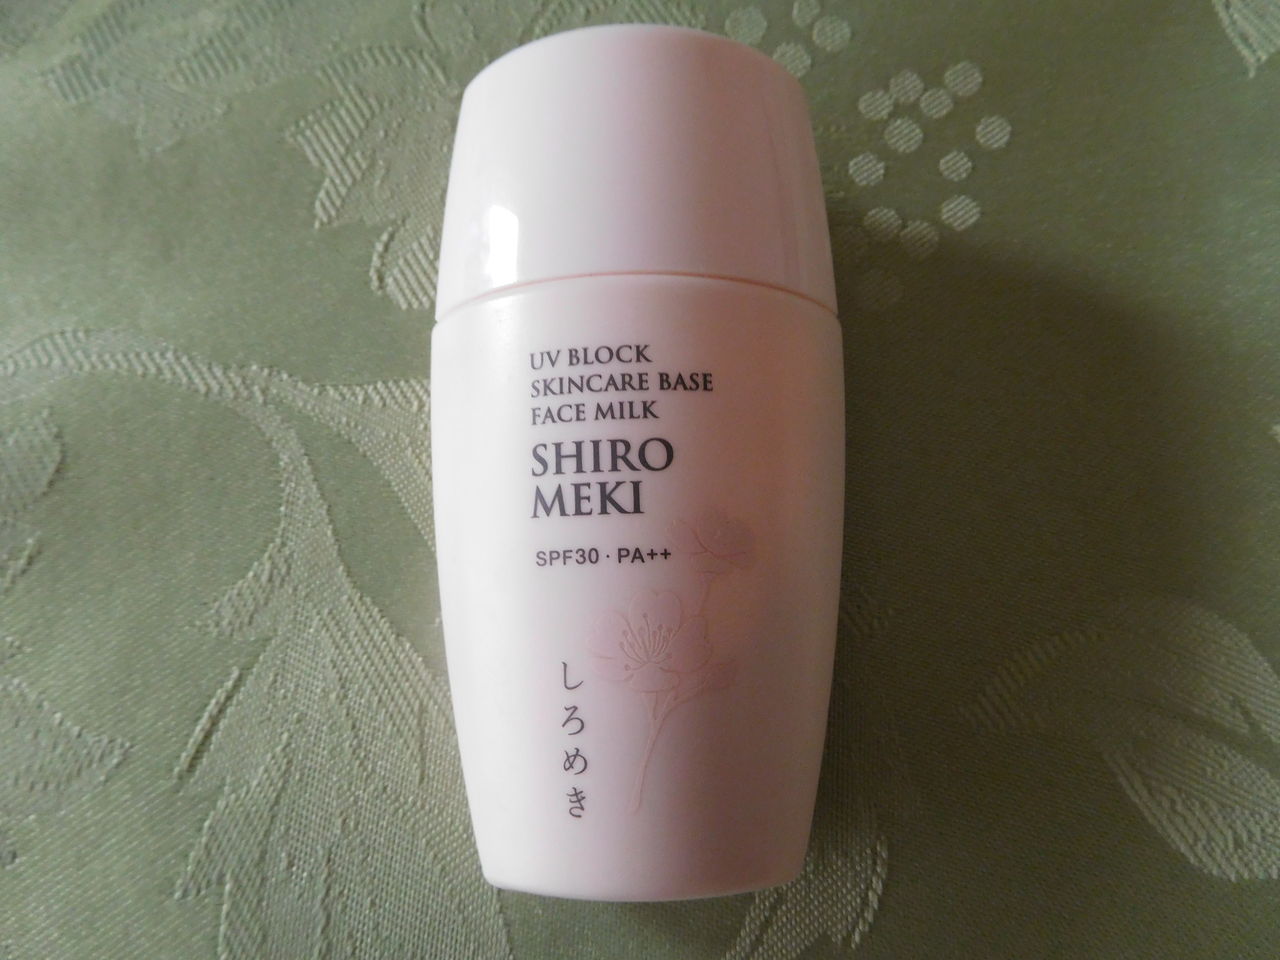 UV BLOCK
SKINCARE BASE
FACE MILK
SHIRO
MEKI
SPF30・PA++
しろめき